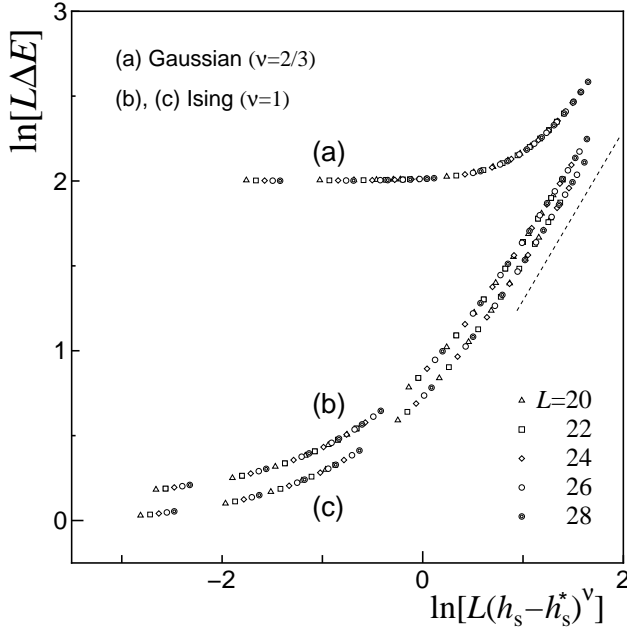 3
(a) Gaussian (ν=2/3)
(b), (c) Ising (ν=1)
ln[LΔE]
(a)
2
1
(b)
L=20
22
24
26
28
(c)
0
−2
0
2
ln[L(hₛ−hₛ*)^ν]